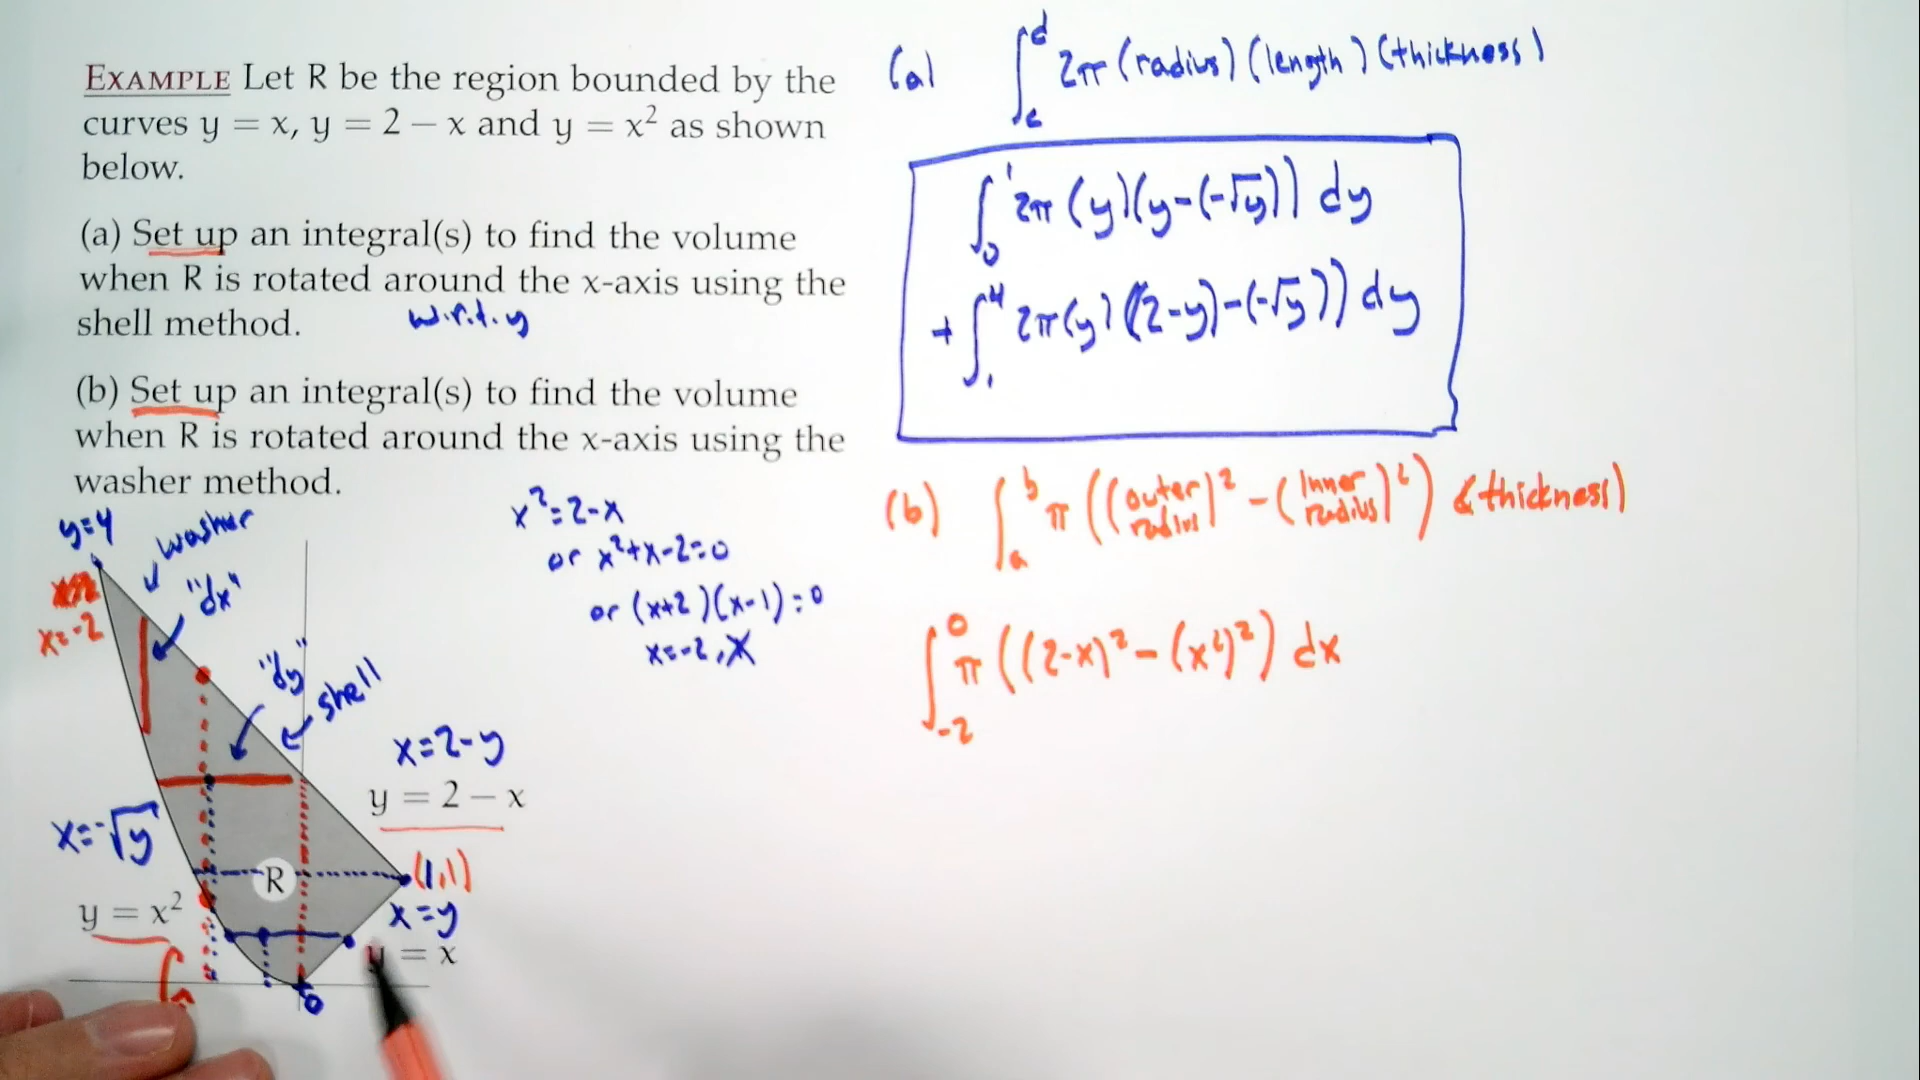 EXAMPLE Let R be the region bounded by the
curves y = x, y = 2 − x and y = x² as shown
below.
(a) Set up an integral(s) to find the volume
when R is rotated around the x-axis using the
shell method. w.r.t. y
(b) Set up an integral(s) to find the volume
when R is rotated around the x-axis using the
washer method.
x²=2-x
or x²+x-2=0
or (x+2)(x-1)=0
x=-2, X
y=4
washer
"dx"
x=-2
"dy"
shell
x=2-y
y = 2 − x
x=-√y
R
(1,1)
y = x²
x=y
y = x
0
(a) ∫_c^d 2π (radius) (length) (thickness)
∫_0^1 2π (y)(y-(-√y)) dy
+ ∫_1^4 2π(y) ((2-y)-(-√y)) dy
(b) ∫_a^b π ((outer radius)² - (inner radius)²) (thickness)
∫_-2^0 π ((2-x)² - (x²)²) dx